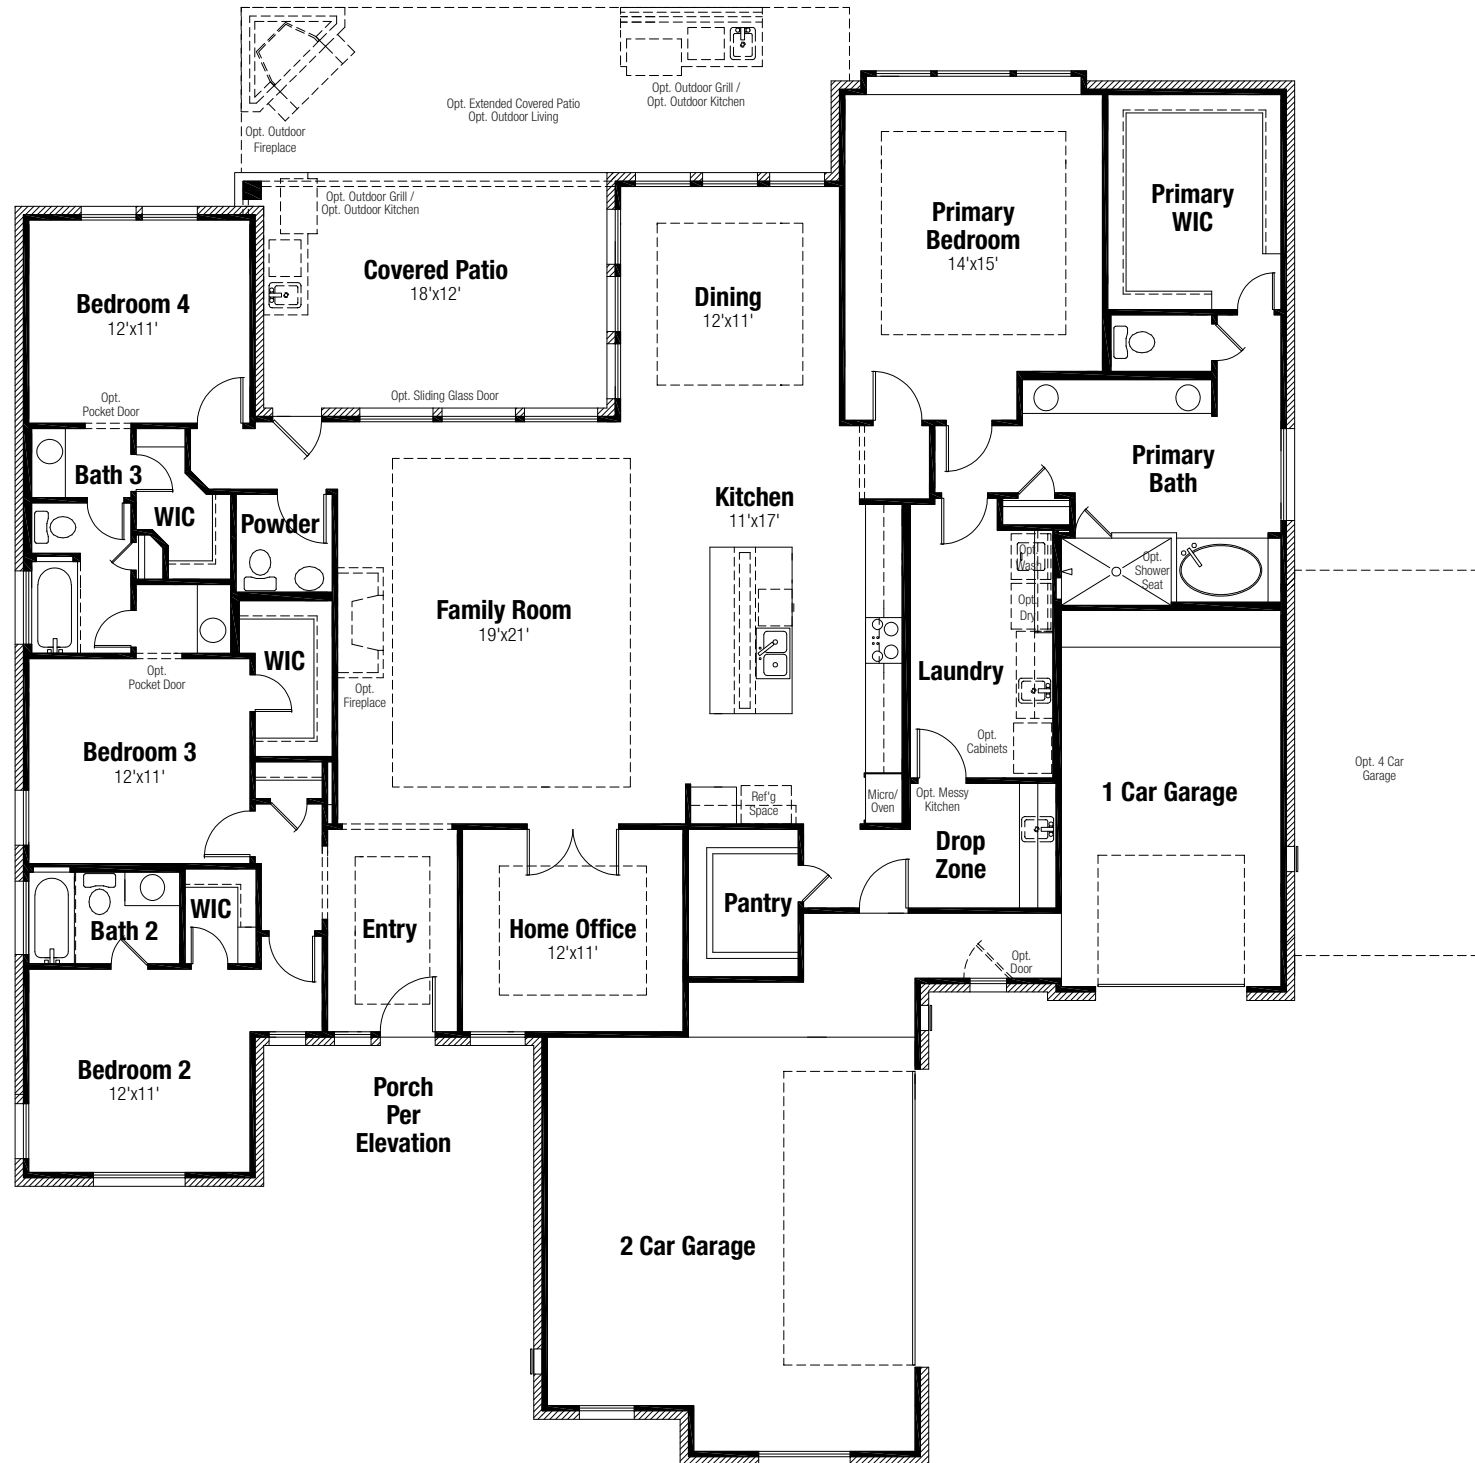 Opt. Outdoor
Fireplace
Opt. Extended Covered Patio
Opt. Outdoor Living
Opt. Outdoor Grill /
Opt. Outdoor Kitchen
Opt. Outdoor Grill /
Opt. Outdoor Kitchen
Covered Patio
18'x12'
Opt. Sliding Glass Door
Dining
12'x11'
Primary
Bedroom
14'x15'
Primary
WIC
Bedroom 4
12'x11'
Opt.
Pocket Door
Bath 3
WIC
Powder
Kitchen
11'x17'
Primary
Bath
Opt.
Shower
Seat
Opt.
Wash
Opt.
Dry
Family Room
19'x21'
Opt.
Fireplace
WIC
Opt.
Pocket Door
Bedroom 3
12'x11'
Laundry
Opt.
Cabinets
Opt. 4 Car
Garage
1 Car Garage
Ref'g
Space
Micro/
Oven
Opt. Messy
Kitchen
Drop
Zone
Pantry
Bath 2
WIC
Entry
Home Office
12'x11'
Opt.
Door
Bedroom 2
12'x11'
Porch
Per
Elevation
2 Car Garage